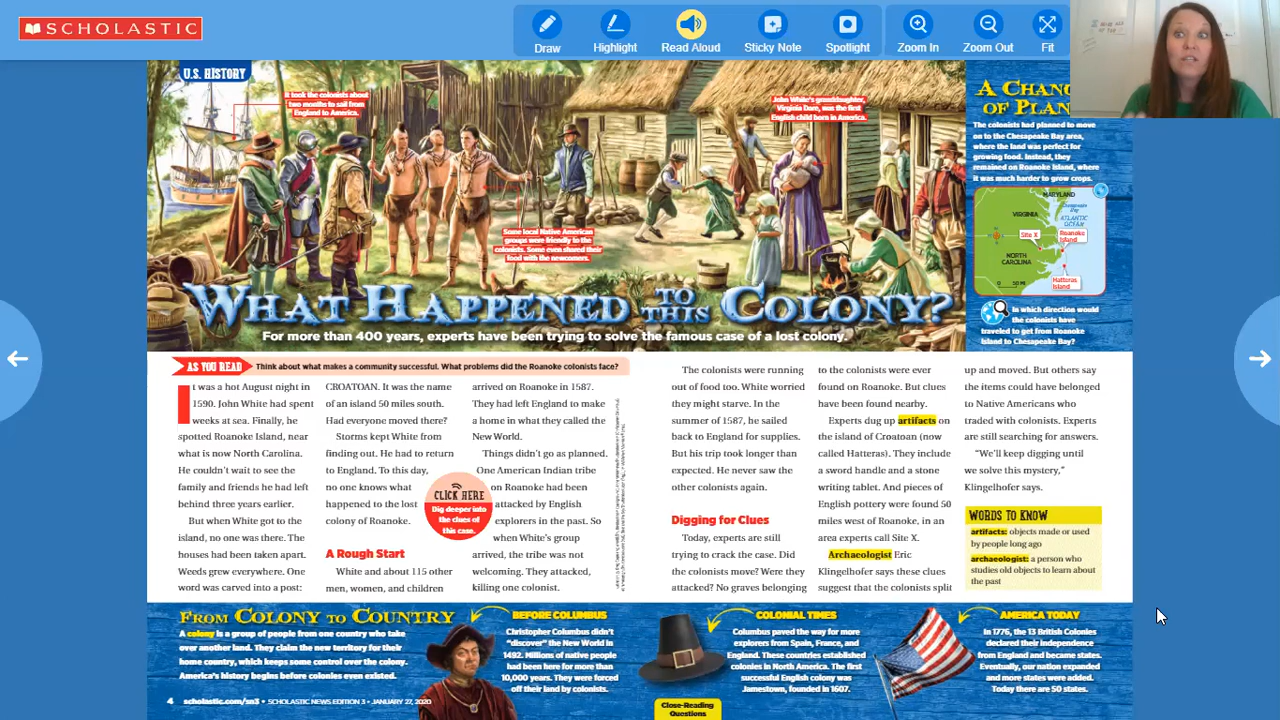 SCHOLASTIC
Draw
Highlight
Read Aloud
Sticky Note
Spotlight
Zoom In
Zoom Out
Fit
U.S. HISTORY
It took the colonists about
two months to sail from
England to America.
John White's granddaughter,
Virginia Dare, was the first
English child born in America.
Some local Native American
groups were friendly to the
colonists. Some even shared their
food with the newcomers.
WHAT HAPPENED TO THIS COLONY?
For more than 400 years, experts have been trying to solve the famous case of a lost colony.
A CHANG
OF PLAN
The colonists had planned to move
on to the Chesapeake Bay area,
where the land was perfect for
growing food. Instead, they
remained on Roanoke Island, where
it was much harder to grow crops.
MARYLAND
Chesapeake
Bay
VIRGINIA
ATLANTIC
OCEAN
Site X
Roanoke
Island
NORTH
CAROLINA
Hatteras
Island
0 50 MI
In which direction would
the colonists have
traveled to get from Roanoke
Island to Chesapeake Bay?
AS YOU READ Think about what makes a community successful. What problems did the Roanoke colonists face?
It was a hot August night in
1590. John White had spent
weeks at sea. Finally, he
spotted Roanoke Island, near
what is now North Carolina.
He couldn't wait to see the
family and friends he had left
behind three years earlier.
But when White got to the
island, no one was there. The
houses had been taken apart.
Weeds grew everywhere. A
word was carved into a post:
CROATOAN. It was the name
of an island 50 miles south.
Had everyone moved there?
Storms kept White from
finding out. He had to return
to England. To this day,
no one knows what
happened to the lost
colony of Roanoke.
A Rough Start
White and about 115 other
men, women, and children
CLICK HERE
Dig deeper into
the clues of
this case.
arrived on Roanoke in 1587.
They had left England to make
a home in what they called the
New World.
Things didn't go as planned.
One American Indian tribe
on Roanoke had been
attacked by English
explorers in the past. So
when White's group
arrived, the tribe was not
welcoming. They attacked,
killing one colonist.
The colonists were running
out of food too. White worried
they might starve. In the
summer of 1587, he sailed
back to England for supplies.
But his trip took longer than
expected. He never saw the
other colonists again.
Digging for Clues
Today, experts are still
trying to crack the case. Did
the colonists move? Were they
attacked? No graves belonging
to the colonists were ever
found on Roanoke. But clues
have been found nearby.
Experts dug up artifacts on
the island of Croatoan (now
called Hatteras). They include
a sword handle and a stone
writing tablet. And pieces of
English pottery were found 50
miles west of Roanoke, in an
area experts call Site X.
Archaeologist Eric
Klingelhofer says these clues
suggest that the colonists split
up and moved. But others say
the items could have belonged
to Native Americans who
traded with colonists. Experts
are still searching for answers.
"We'll keep digging until
we solve this mystery,"
Klingelhofer says.
WORDS TO KNOW
artifacts: objects made or used
by people long ago
archaeologist: a person who
studies old objects to learn about
the past
FROM COLONY TO COUNTRY
A colony is a group of people from one country who take
over another land. They claim the new territory for their
home country, which keeps some control over the colony.
America's history begins before colonies even existed.
BEFORE COLUMBUS
Christopher Columbus didn't
"discover" the New World in
1492. Millions of native people
had been here for more than
10,000 years. They were forced
off their land by colonists.
COLONIAL TIMES
Columbus paved the way for more
explorers from Spain, France, and
England. These countries established
colonies in North America. The first
successful English colony was
Jamestown, founded in 1607.
AMERICA TODAY
In 1776, the 13 British Colonies
declared their independence
from England and became states.
Eventually, our nation expanded
and more states were added.
Today there are 50 states.
4 scholastic.com/sn3 • SCHOLASTIC NEWS EDITION 3 • JANUARY 27, 2020
Close-Reading
Questions